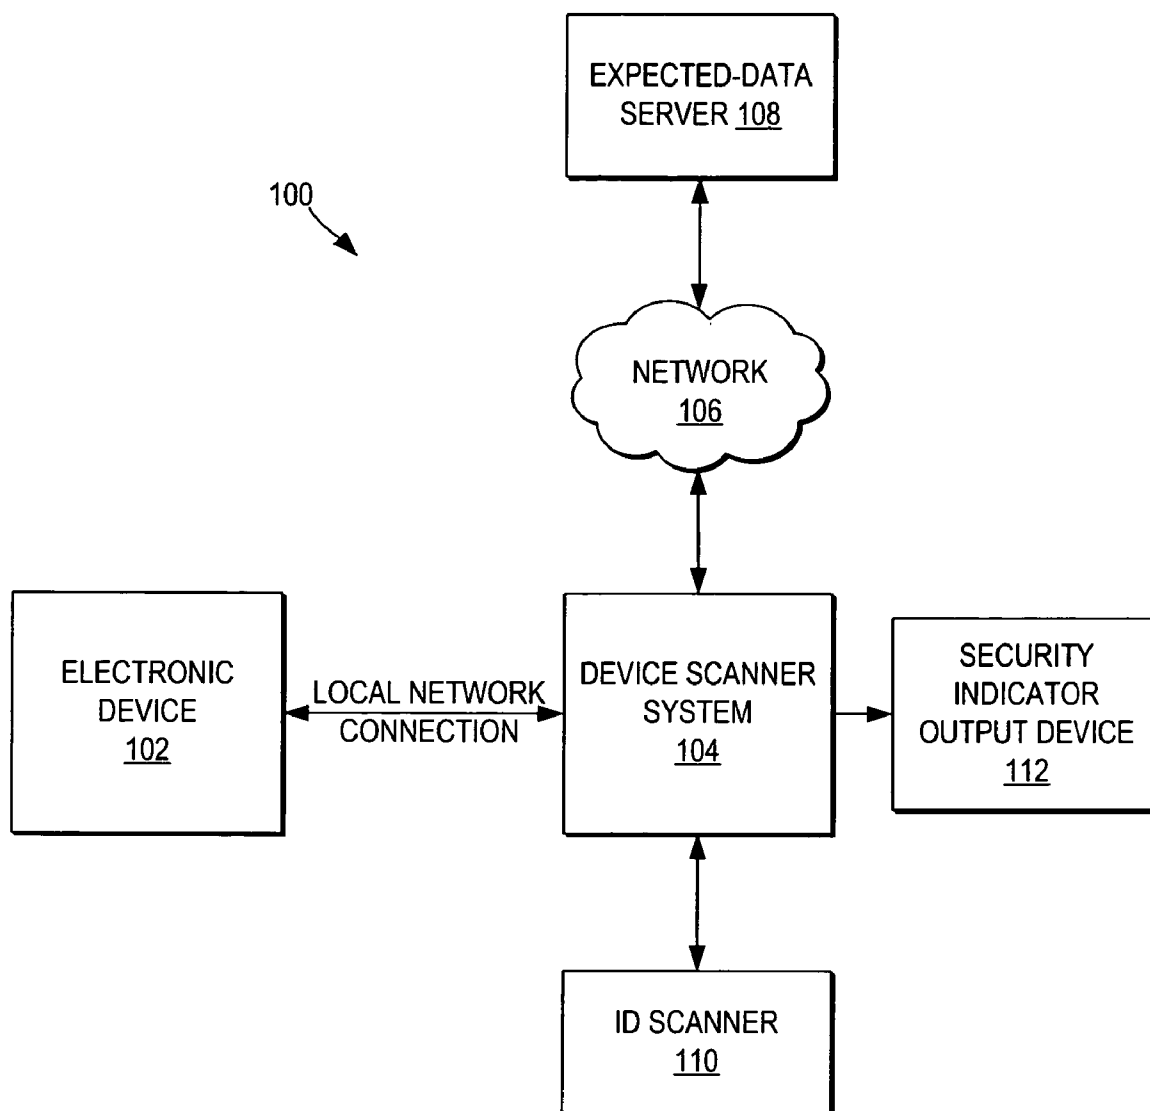 EXPECTED-DATA
SERVER 108
100
NETWORK
106
ELECTRONIC
DEVICE
102
LOCAL NETWORK
CONNECTION
DEVICE SCANNER
SYSTEM
104
SECURITY
INDICATOR
OUTPUT DEVICE
112
ID SCANNER
110